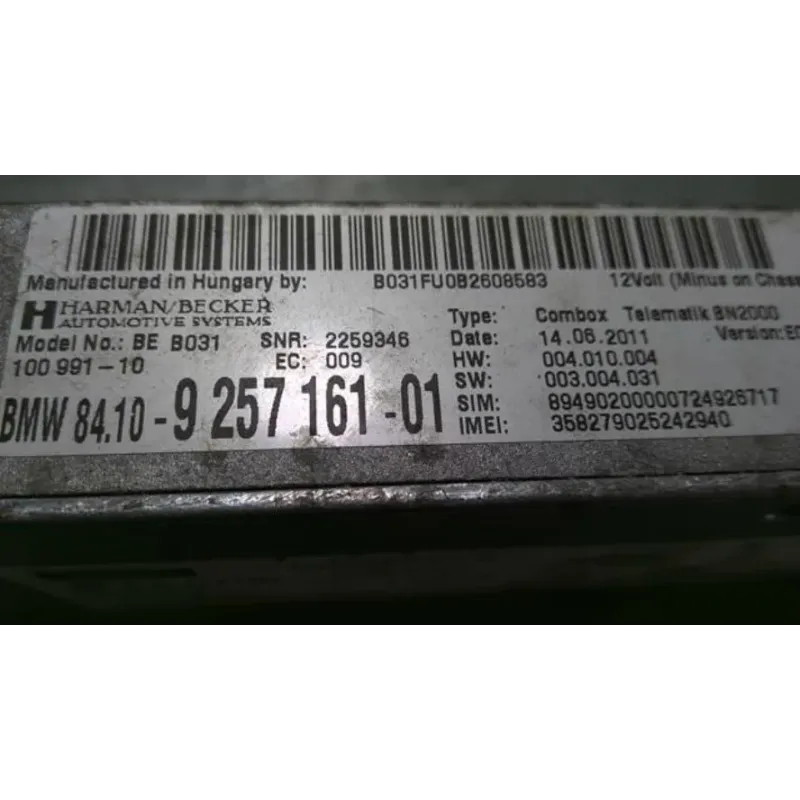 Manufactured in Hungary by: B031FU0B2608583 12Volt (Minus on Chass
HARMAN/BECKER
AUTOMOTIVE SYSTEMS
Type: Combox Telematik BN2000
Model No.: BE B031 SNR: 2259346
Date: 14.06.2011 Version:E
100 991-10 EC: 009
HW: 004.010.004
SW: 003.004.031
BMW 84.10 - 9 257 161 - 01
SIM: 89490200000724926717
IMEI: 358279025242940